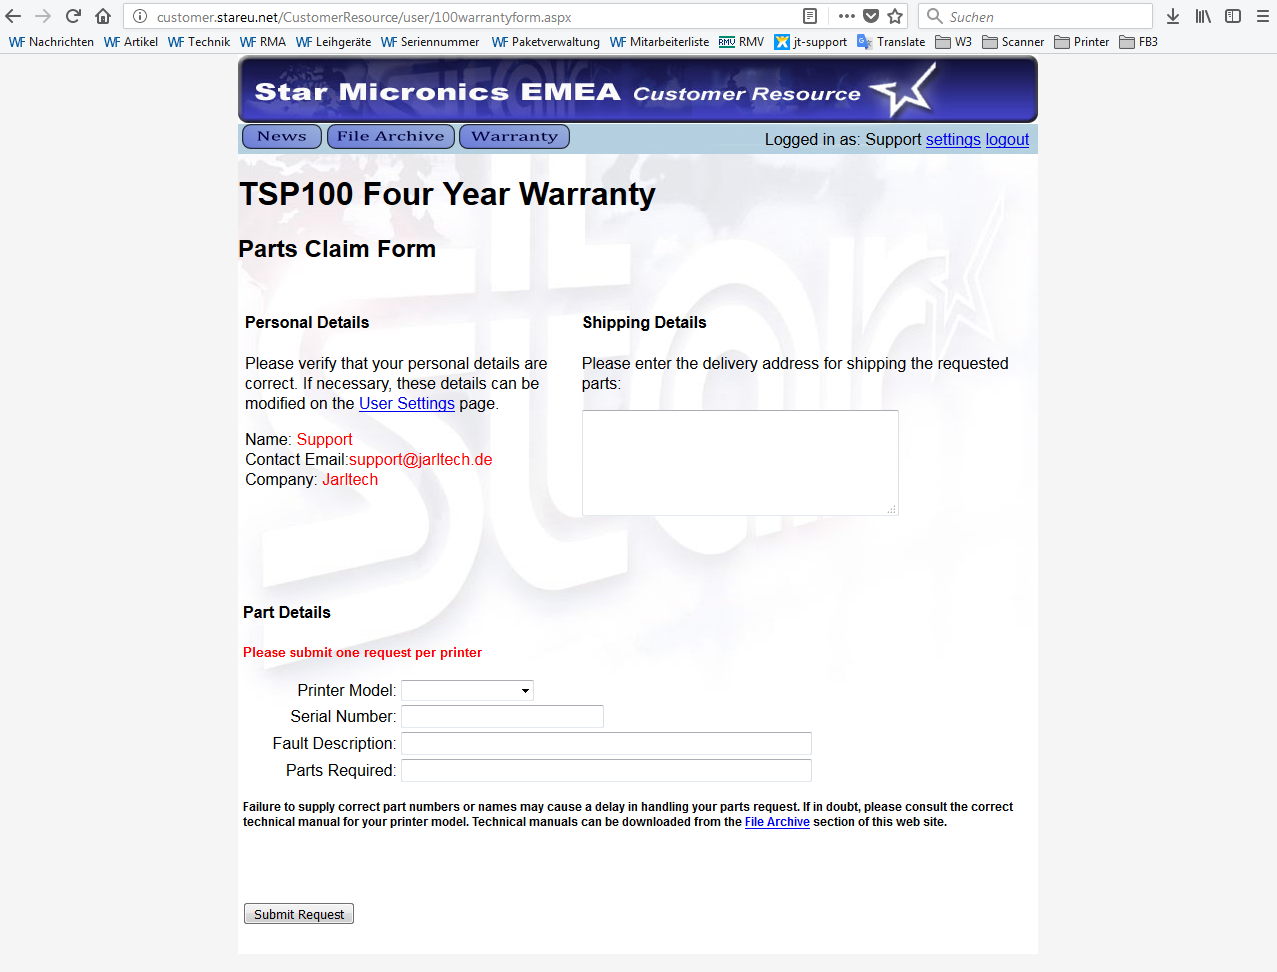 customer.stareu.net/CustomerResource/user/100warrantyform.aspx
Suchen
WF Nachrichten WF Artikel WF Technik WF RMA WF Leihgeräte WF Seriennummer WF Paketverwaltung WF Mitarbeiterliste RMV RMV jt-support Translate W3 Scanner Printer FB3
Star Micronics EMEA Customer Resource
News File Archive Warranty Logged in as: Support settings logout
TSP100 Four Year Warranty
Parts Claim Form
Personal Details
Please verify that your personal details are
correct. If necessary, these details can be
modified on the User Settings page.
Name: Support
Contact Email:support@jarltech.de
Company: Jarltech
Shipping Details
Please enter the delivery address for shipping the requested
parts:
Part Details
Please submit one request per printer
Printer Model:
Serial Number:
Fault Description:
Parts Required:
Failure to supply correct part numbers or names may cause a delay in handling your parts request. If in doubt, please consult the correct
technical manual for your printer model. Technical manuals can be downloaded from the File Archive section of this web site.
Submit Request
star